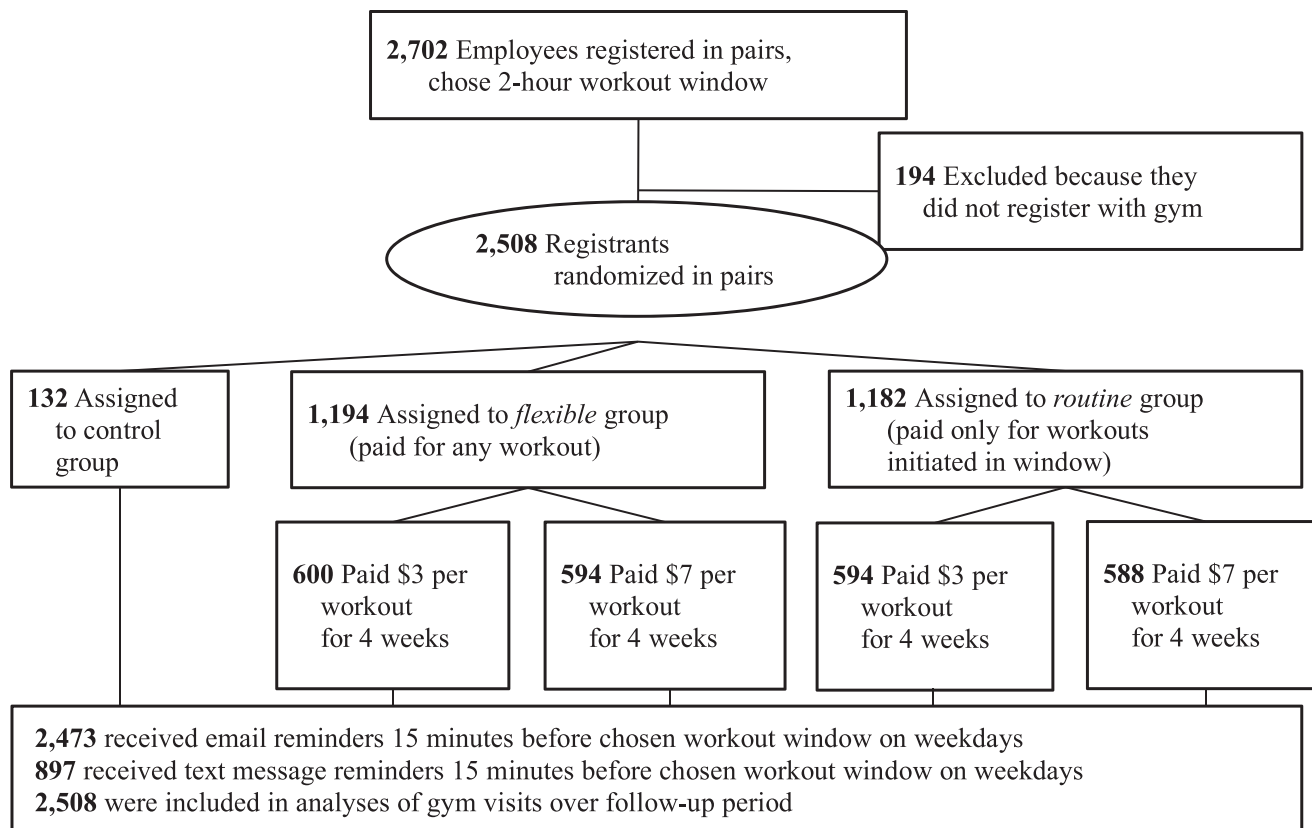 2,702 Employees registered in pairs,
chose 2-hour workout window
194 Excluded because they
did not register with gym
2,508 Registrants
randomized in pairs
132 Assigned
to control
group
1,194 Assigned to flexible group
(paid for any workout)
1,182 Assigned to routine group
(paid only for workouts
initiated in window)
600 Paid $3 per
workout
for 4 weeks
594 Paid $7 per
workout
for 4 weeks
594 Paid $3 per
workout
for 4 weeks
588 Paid $7 per
workout
for 4 weeks
2,473 received email reminders 15 minutes before chosen workout window on weekdays
897 received text message reminders 15 minutes before chosen workout window on weekdays
2,508 were included in analyses of gym visits over follow-up period